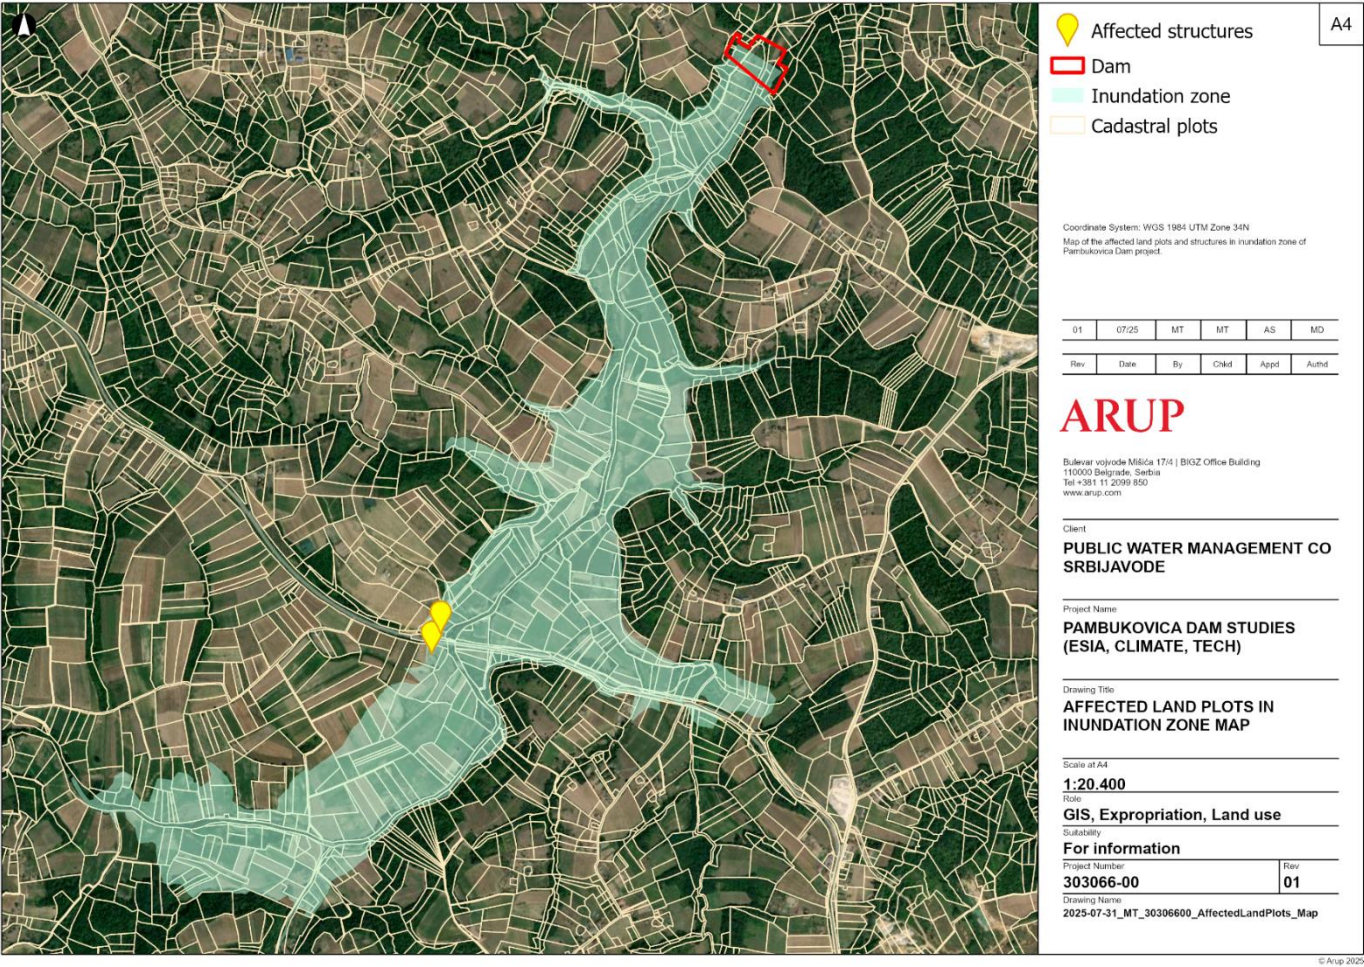 A4
Affected structures
Dam
Inundation zone
Cadastral plots
Coordinate System: WGS 1984 UTM Zone 34N
Map of the affected land plots and structures in inundation zone of
Pambukovica Dam project.
01 07/25 MT MT AS MD
Rev Date By Chkd Appd Authd
ARUP
Bulevar vojvode Mišića 17/4 | BIGZ Office Building
110000 Belgrade, Serbia
Tel +381 11 2099 850
www.arup.com
Client
PUBLIC WATER MANAGEMENT CO
SRBIJAVODE
Project Name
PAMBUKOVICA DAM STUDIES
(ESIA, CLIMATE, TECH)
Drawing Title
AFFECTED LAND PLOTS IN
INUNDATION ZONE MAP
Scale at A4
1:20.400
Role
GIS, Expropriation, Land use
Suitability
For information
Project Number Rev
303066-00 01
Drawing Name
2025-07-31_MT_30306600_AffectedLandPlots_Map
© Arup 2025